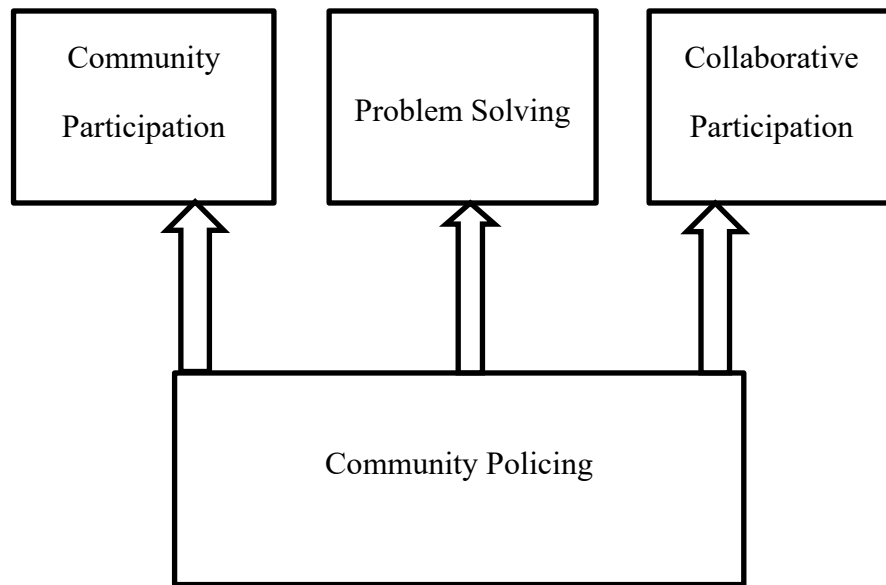 Community
Participation
Problem Solving
Collaborative
Participation
Community Policing